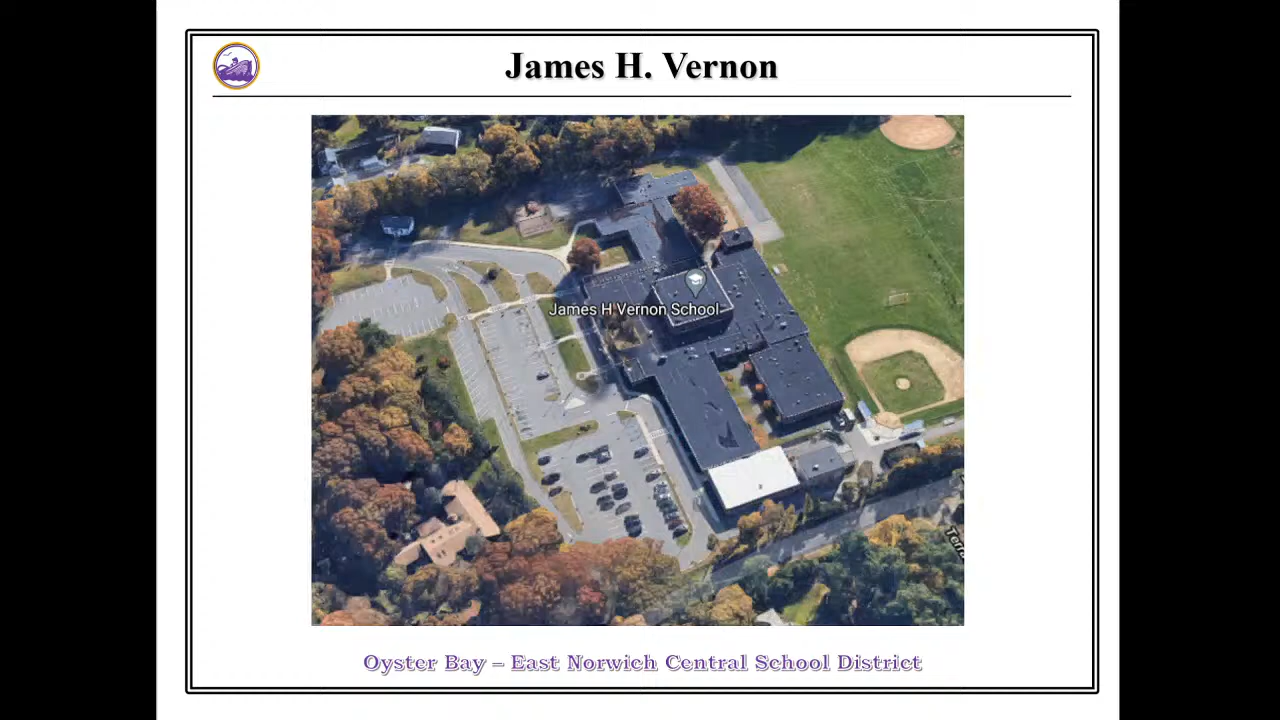 James H. Vernon
James H Vernon School
Oyster Bay – East Norwich Central School District